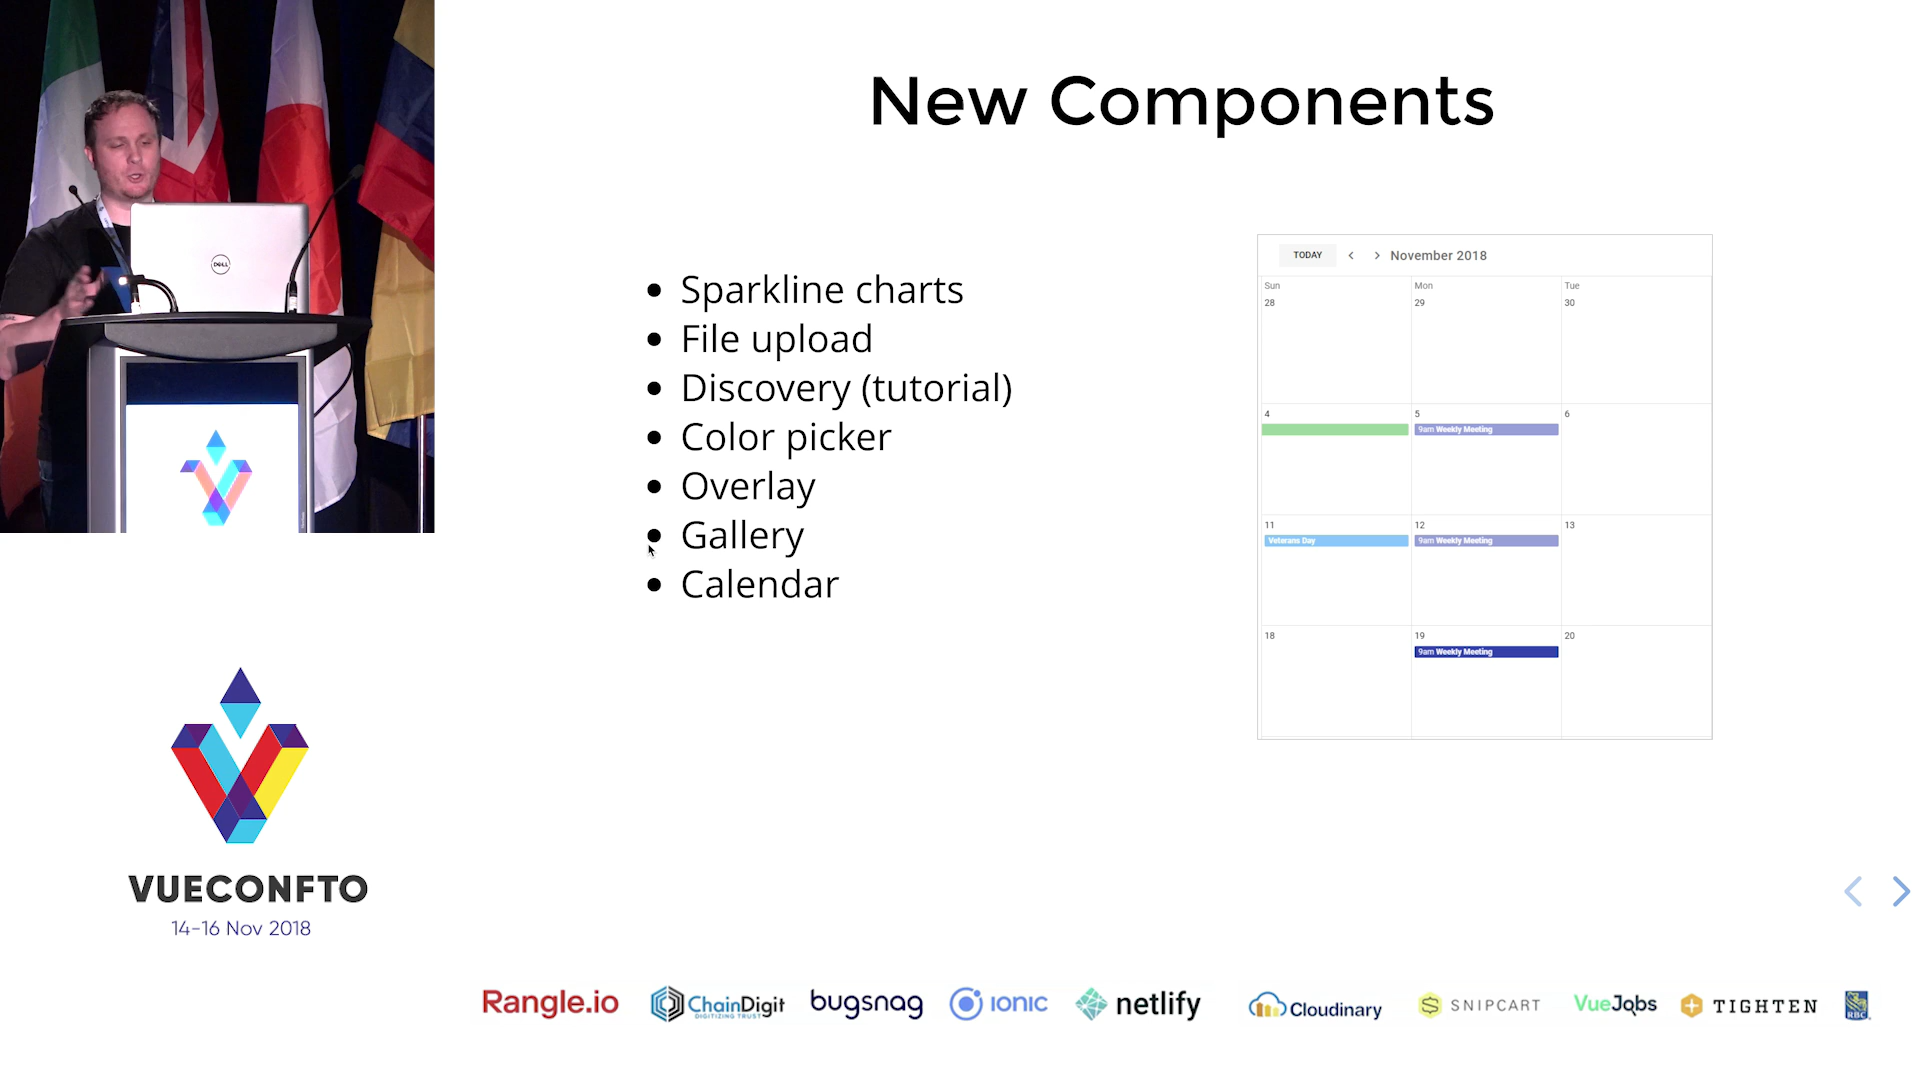 New Components
Sparkline charts
File upload
Discovery (tutorial)
Color picker
Overlay
Gallery
Calendar
TODAY November 2018
Sun Mon Tue
28 29 30
4 5 6
9am Weekly Meeting
11 12 13
Veterans Day 9am Weekly Meeting
18 19 20
9am Weekly Meeting
DELL
VUECONFTO
14-16 Nov 2018
Rangle.io ChainDigit bugsnag IONIC netlify Cloudinary SNIPCART VueJobs TIGHTEN RBC
DIGITIZING TRUST